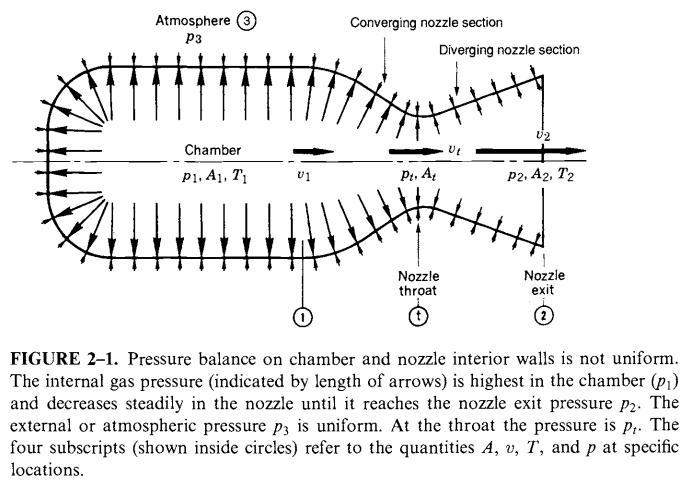 Atmosphere ③
p₃
Converging nozzle section
Diverging nozzle section
Chamber
p₁, A₁, T₁
v₁
pₜ, Aₜ
vₜ
v₂
p₂, A₂, T₂
Nozzle
throat
Nozzle
exit
①
ⓣ
②
FIGURE 2–1. Pressure balance on chamber and nozzle interior walls is not uniform.
The internal gas pressure (indicated by length of arrows) is highest in the chamber (p₁)
and decreases steadily in the nozzle until it reaches the nozzle exit pressure p₂. The
external or atmospheric pressure p₃ is uniform. At the throat the pressure is pₜ. The
four subscripts (shown inside circles) refer to the quantities A, v, T, and p at specific
locations.